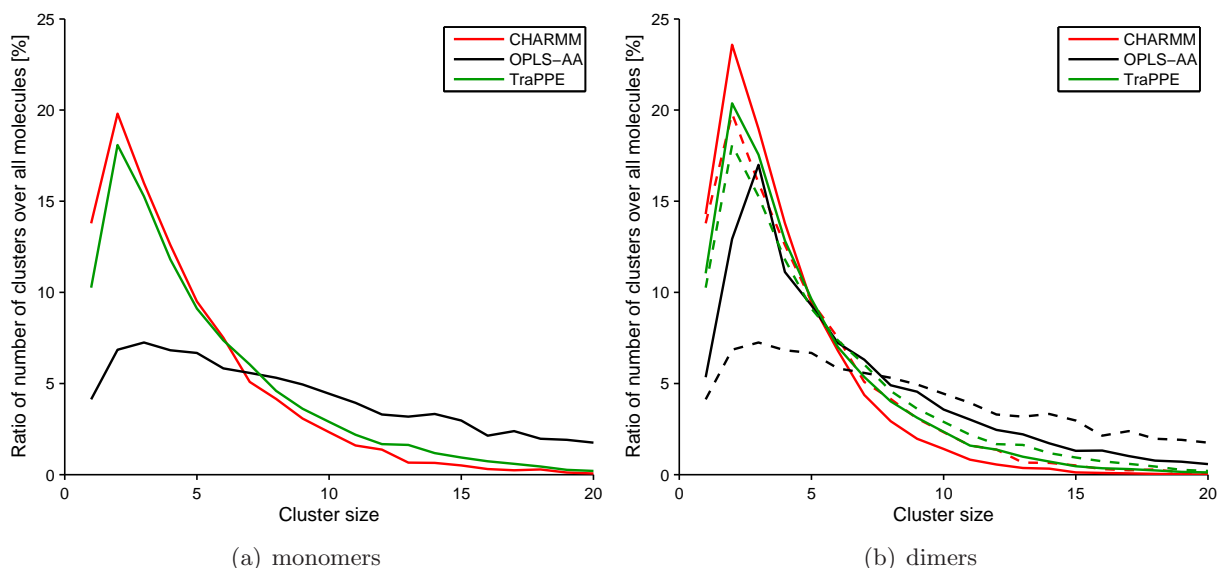 Ratio of number of clusters over all molecules [%]
25
20
15
10
5
0
CHARMM
OPLS−AA
TraPPE
0
5
10
15
20
Cluster size
(a) monomers
Ratio of number of clusters over all molecules [%]
25
20
15
10
5
0
CHARMM
OPLS−AA
TraPPE
0
5
10
15
20
Cluster size
(b) dimers